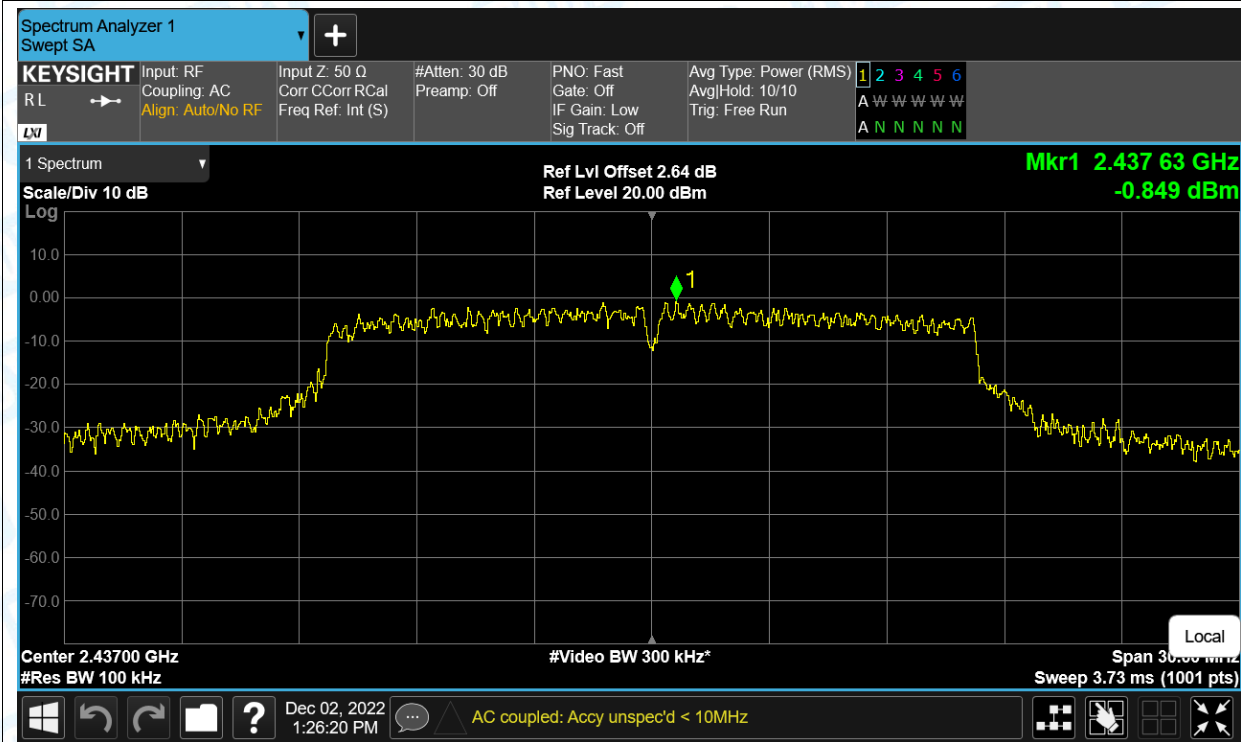 Spectrum Analyzer 1
Swept SA
KEYSIGHT
R L
LXI
Input: RF
Coupling: AC
Align: Auto/No RF
Input Z: 50 Ω
Corr CCorr RCal
Freq Ref: Int (S)
#Atten: 30 dB
Preamp: Off
PNO: Fast
Gate: Off
IF Gain: Low
Sig Track: Off
Avg Type: Power (RMS)
Avg|Hold: 10/10
Trig: Free Run
1 2 3 4 5 6
A W W W W W
A N N N N N
1 Spectrum
Scale/Div 10 dB
Ref Lvl Offset 2.64 dB
Ref Level 20.00 dBm
Mkr1 2.437 63 GHz
-0.849 dBm
Log
10.0
0.00
-10.0
-20.0
-30.0
-40.0
-50.0
-60.0
-70.0
1
Local
Center 2.43700 GHz
#Res BW 100 kHz
#Video BW 300 kHz*
Span 30.00 MHz
Sweep 3.73 ms (1001 pts)
?
Dec 02, 2022
1:26:20 PM
AC coupled: Accy unspec'd < 10MHz